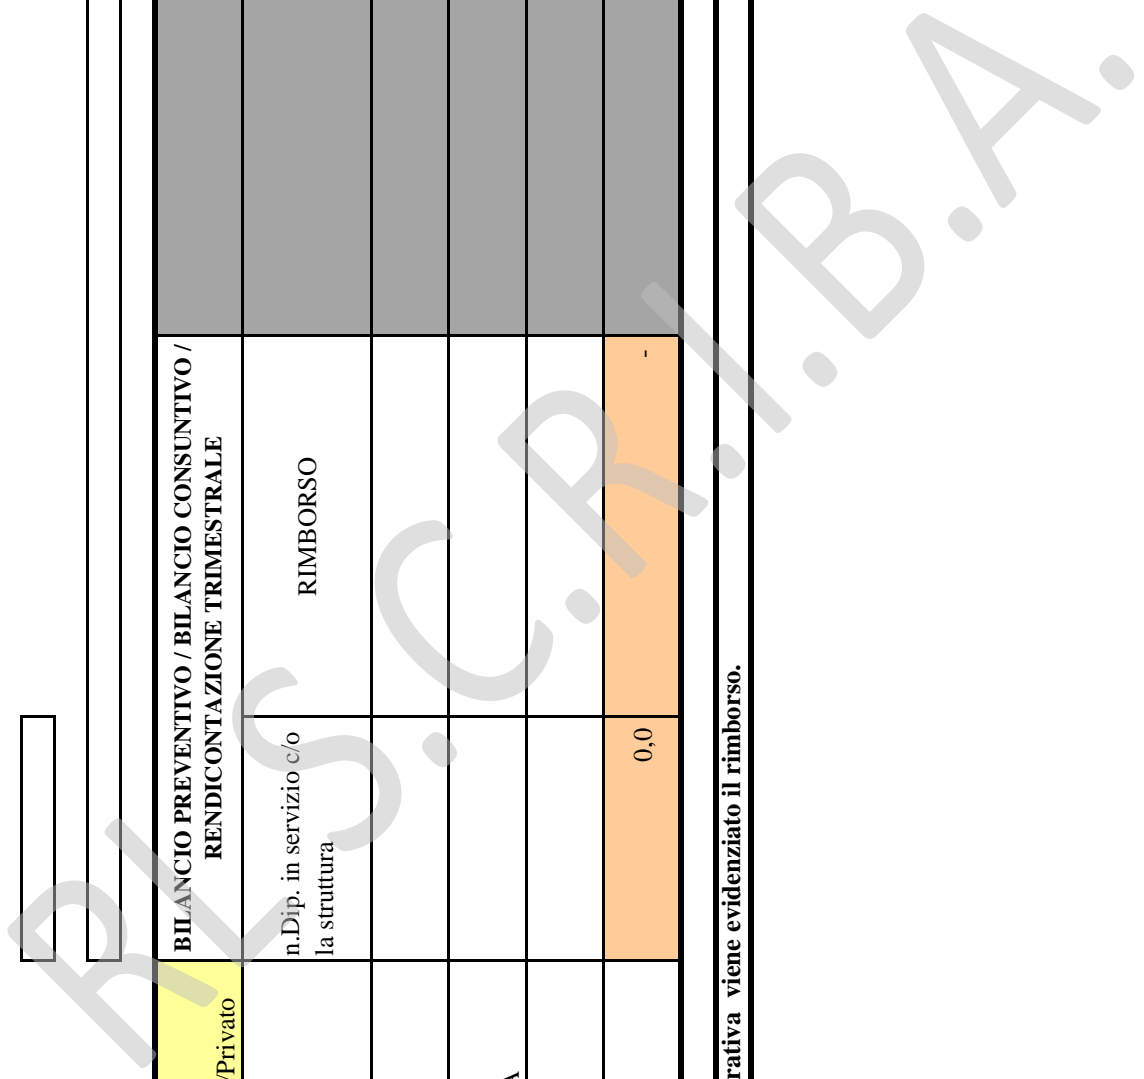 /Privato
BILANCIO PREVENTIVO / BILANCIO CONSUNTIVO /
RENDICONTAZIONE TRIMESTRALE
n.Dip. in servizio c/o
la struttura
RIMBORSO
A
0,0
-
rativa viene evidenziato il rimborso.
RLS.C.R.I.B.A.